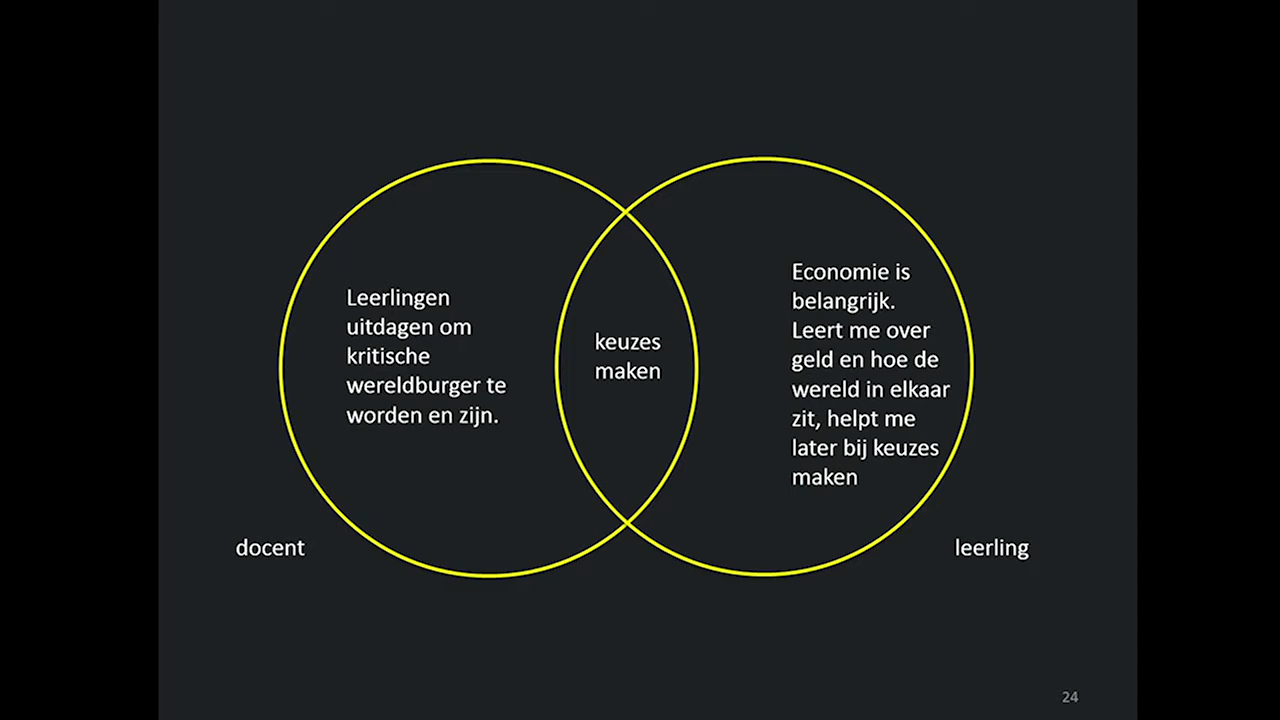 Leerlingen
uitdagen om
kritische
wereldburger te
worden en zijn.
keuzes
maken
Economie is
belangrijk.
Leert me over
geld en hoe de
wereld in elkaar
zit, helpt me
later bij keuzes
maken
docent
leerling
24